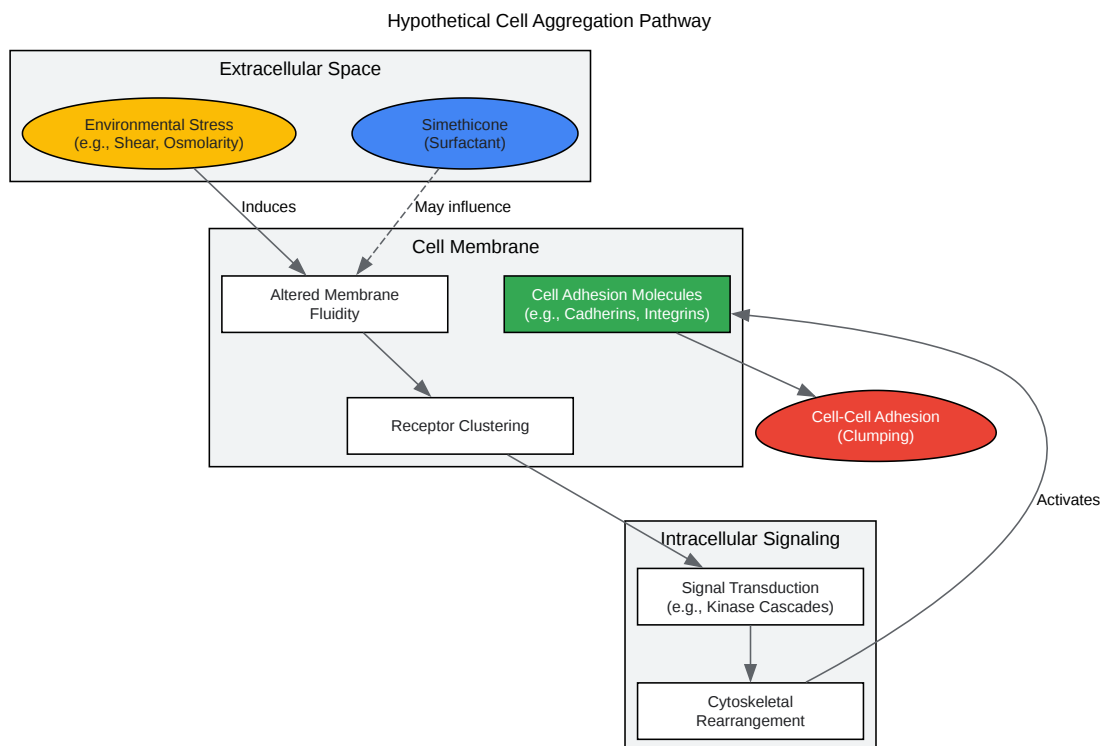 Hypothetical Cell Aggregation Pathway
Extracellular Space
Environmental Stress
(e.g., Shear, Osmolarity)
Simethicone
(Surfactant)
Induces
May influence
Cell Membrane
Altered Membrane
Fluidity
Cell Adhesion Molecules
(e.g., Cadherins, Integrins)
Receptor Clustering
Cell-Cell Adhesion
(Clumping)
Activates
Intracellular Signaling
Signal Transduction
(e.g., Kinase Cascades)
Cytoskeletal
Rearrangement